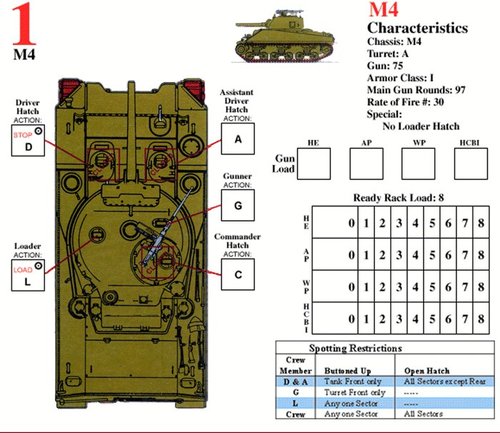 1
M4
M4
Characteristics
Chassis: M4
Turret: A
Gun: 75
Armor Class: I
Main Gun Rounds: 97
Rate of Fire #: 30
Special:
No Loader Hatch
Driver
Hatch
ACTION:
STOP
D
Assistant
Driver
Hatch
ACTION:
A
Gunner
ACTION:
G
Loader
ACTION:
LOAD
L
Commander
Hatch
ACTION:
C
HE AP WP HCBI
Gun
Load
Ready Rack Load: 8
HE 0 1 2 3 4 5 6 7 8
AP 0 1 2 3 4 5 6 7 8
WP 0 1 2 3 4 5 6 7 8
HCBI 0 1 2 3 4 5 6 7 8
Spotting Restrictions
Crew
Member Buttoned Up Open Hatch
D & A Tank Front only All Sectors except Rear
G Turret Front only -----
L Any one Sector -----
Crew Any one Sector All Sectors